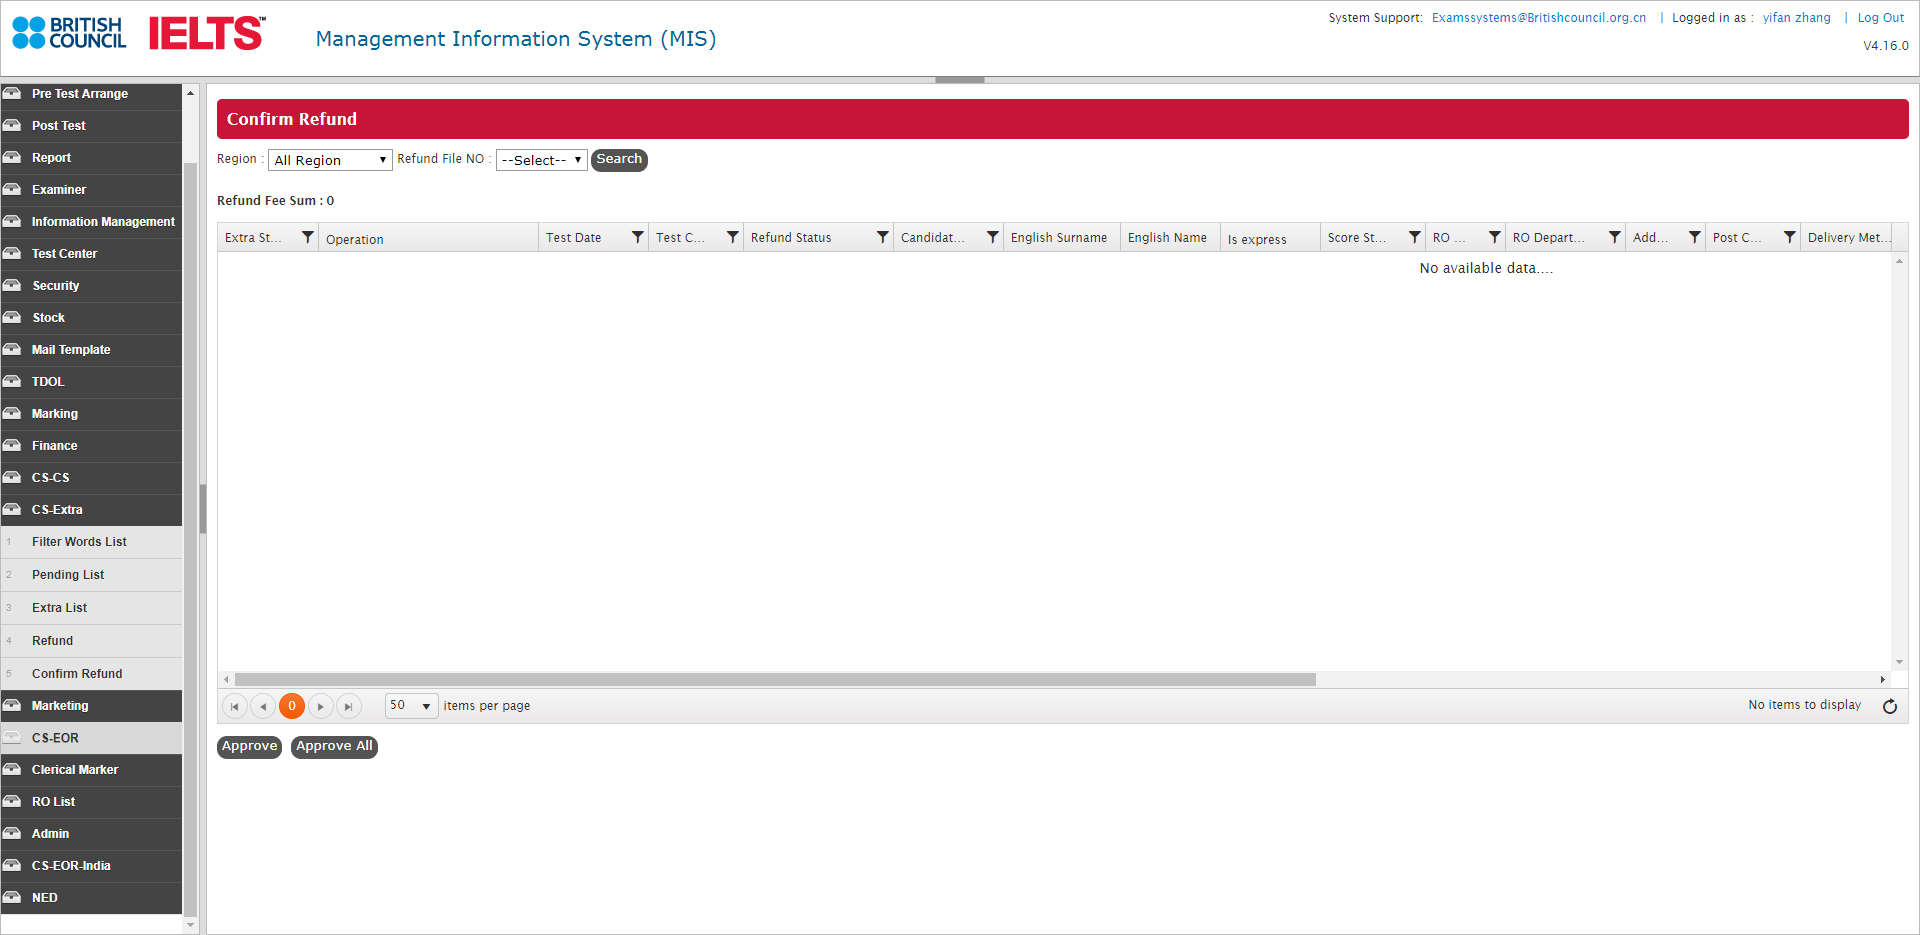 BRITISH
COUNCIL
IELTS™
Management Information System (MIS)
System Support: Examssystems@Britishcouncil.org.cn | Logged in as : yifan zhang | Log Out
V4.16.0
Pre Test Arrange
Post Test
Report
Examiner
Information Management
Test Center
Security
Stock
Mail Template
TDOL
Marking
Finance
CS-CS
CS-Extra
1 Filter Words List
2 Pending List
3 Extra List
4 Refund
5 Confirm Refund
Marketing
CS-EOR
Clerical Marker
RO List
Admin
CS-EOR-India
NED
Confirm Refund
Region : All Region Refund File NO : --Select-- Search
Refund Fee Sum : 0
Extra St... Operation Test Date Test C... Refund Status Candidat... English Surname English Name Is express Score St... RO ... RO Depart... Add... Post C... Delivery Met...
No available data....
0 50 items per page No items to display
Approve Approve All